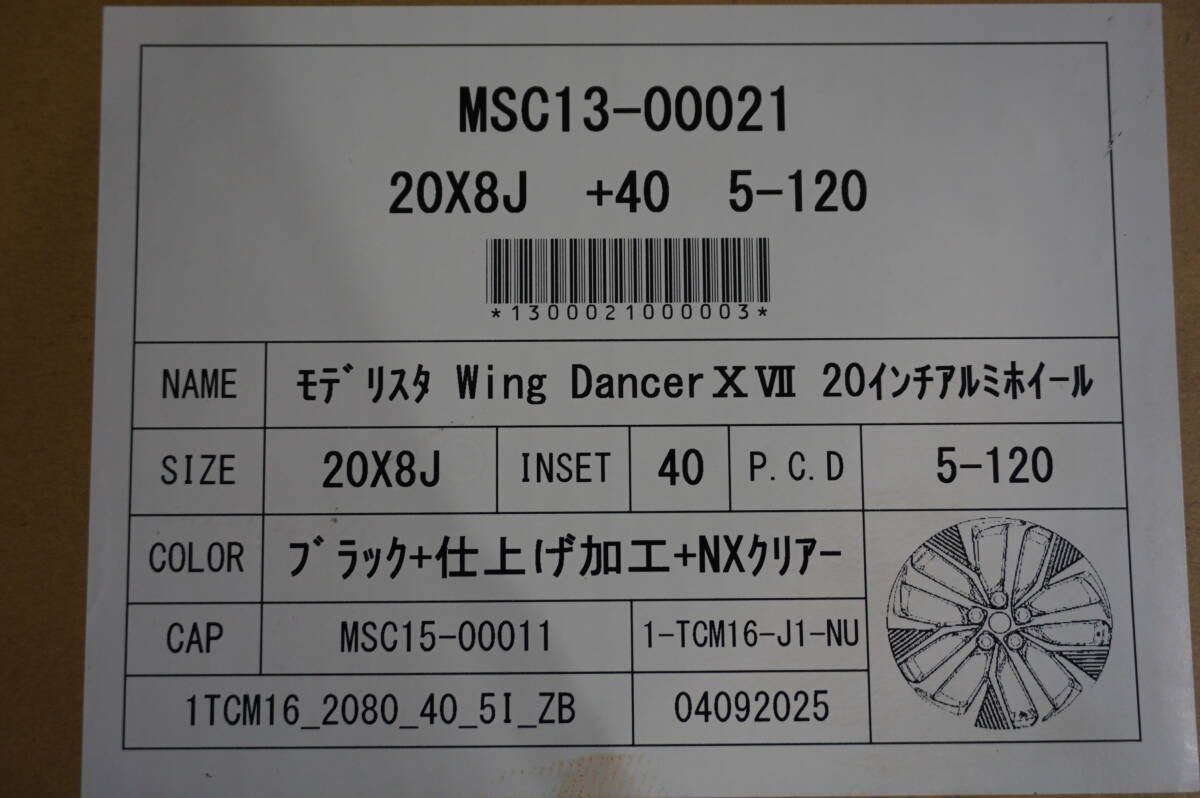 MSC13-00021
20X8J +40 5-120
*1300021000003*
NAME ﾓﾃﾞﾘｽﾀ Wing DancerⅩⅦ 20ｲﾝﾁｱﾙﾐﾎｲｰﾙ
SIZE 20X8J INSET 40 P.C.D 5-120
COLOR ﾌﾞﾗｯｸ+仕上げ加工+NXｸﾘｱｰ
CAP MSC15-00011 1-TCM16-J1-NU
1TCM16_2080_40_5I_ZB 04092025